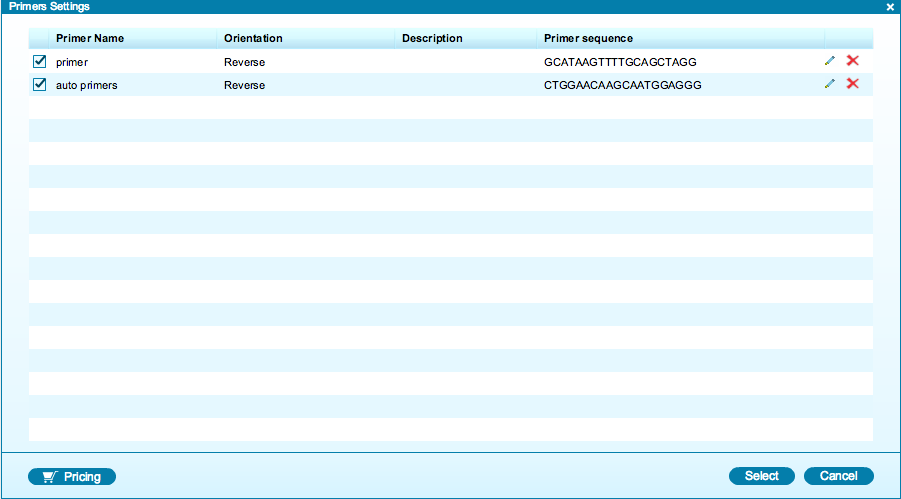 Primers Settings
Primer Name Orientation Description Primer sequence
primer Reverse GCATAAGTTTTGCAGCTAGG
auto primers Reverse CTGGAACAAGCAATGGAGGG
Pricing Select Cancel